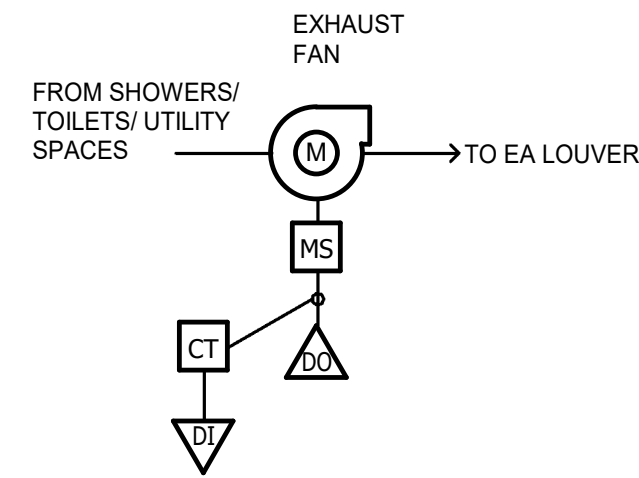 EXHAUST
FAN
FROM SHOWERS/
TOILETS/ UTILITY
SPACES
M
TO EA LOUVER
MS
CT
DO
DI